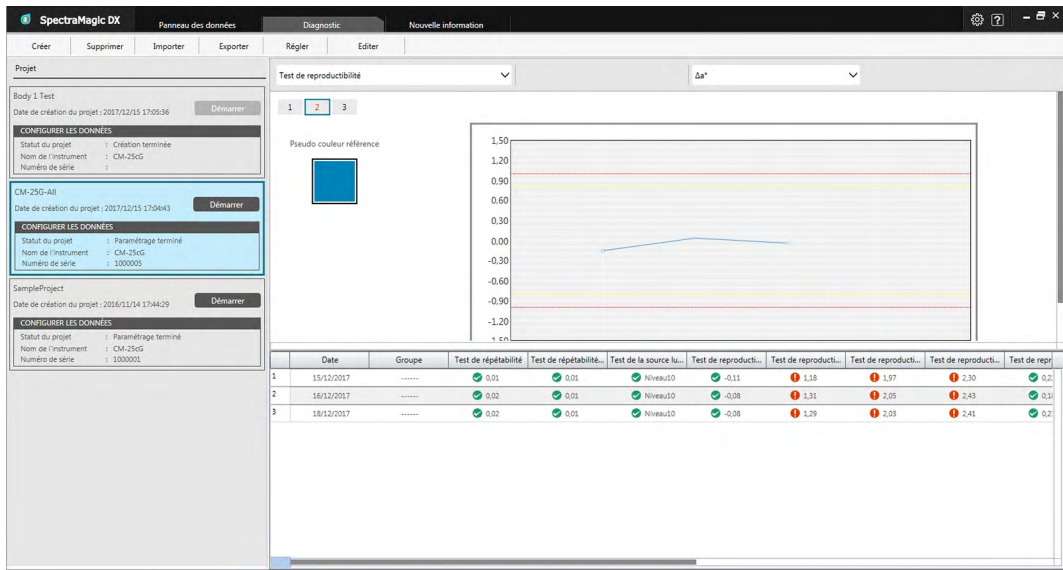 SpectraMagic DX
Panneau des données
Diagnostic
Nouvelle information
?
Créer
Supprimer
Importer
Exporter
Régler
Editer
Projet
Body 1 Test
Date de création du projet : 2017/12/15 17:05:36
Démarrer
CONFIGURER LES DONNÉES
Statut du projet : Création terminée
Nom de l'instrument : CM-25cG
Numéro de série :
CM-25G-All
Date de création du projet : 2017/12/15 17:04:43
Démarrer
CONFIGURER LES DONNÉES
Statut du projet : Paramétrage terminé
Nom de l'instrument : CM-25cG
Numéro de série : 1000005
SampleProject
Date de création du projet : 2016/11/14 17:44:29
Démarrer
CONFIGURER LES DONNÉES
Statut du projet : Paramétrage terminé
Nom de l'instrument : CM-25cG
Numéro de série : 1000001
Test de reproductibilité
Δa*
1 2 3
Pseudo couleur référence
1,50
1,20
0,90
0,60
0,30
0,00
-0,30
-0,60
-0,90
-1,20
Date Groupe Test de répétabilité Test de répétabilité... Test de la source lu... Test de reproducti... Test de reproducti... Test de reproducti... Test de reproducti... Test de repr
1 15/12/2017 ------ 0,01 0,01 Niveau10 -0,11 1,18 1,97 2,30
2 16/12/2017 ------ 0,02 0,01 Niveau10 -0,08 1,31 2,05 2,43
3 18/12/2017 ------ 0,02 0,01 Niveau10 -0,08 1,29 2,03 2,41